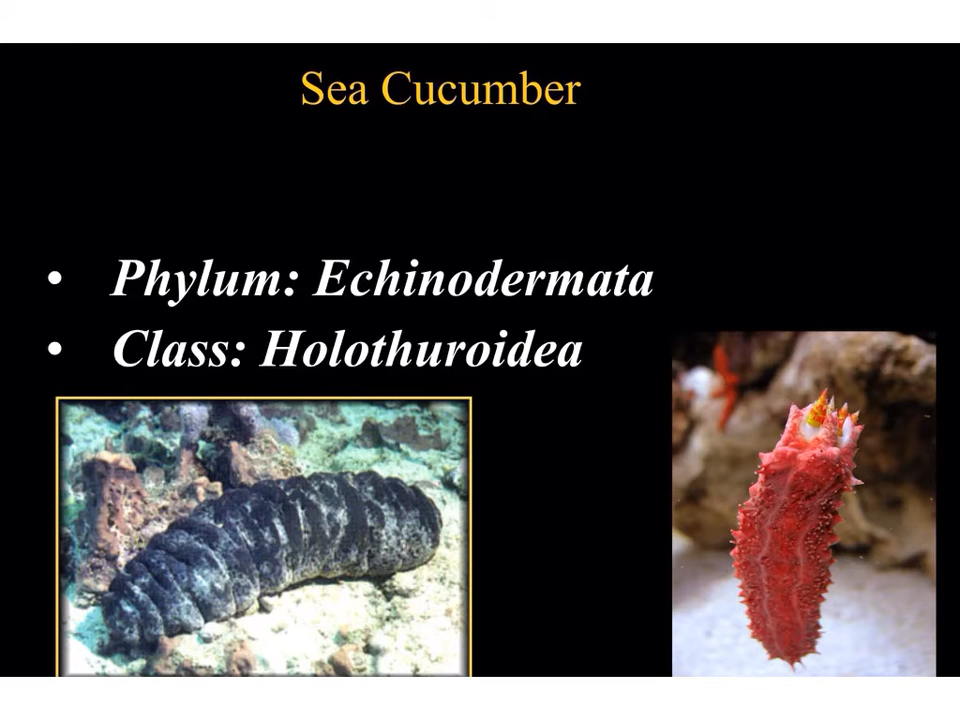 Sea Cucumber
• Phylum: Echinodermata
• Class: Holothuroidea